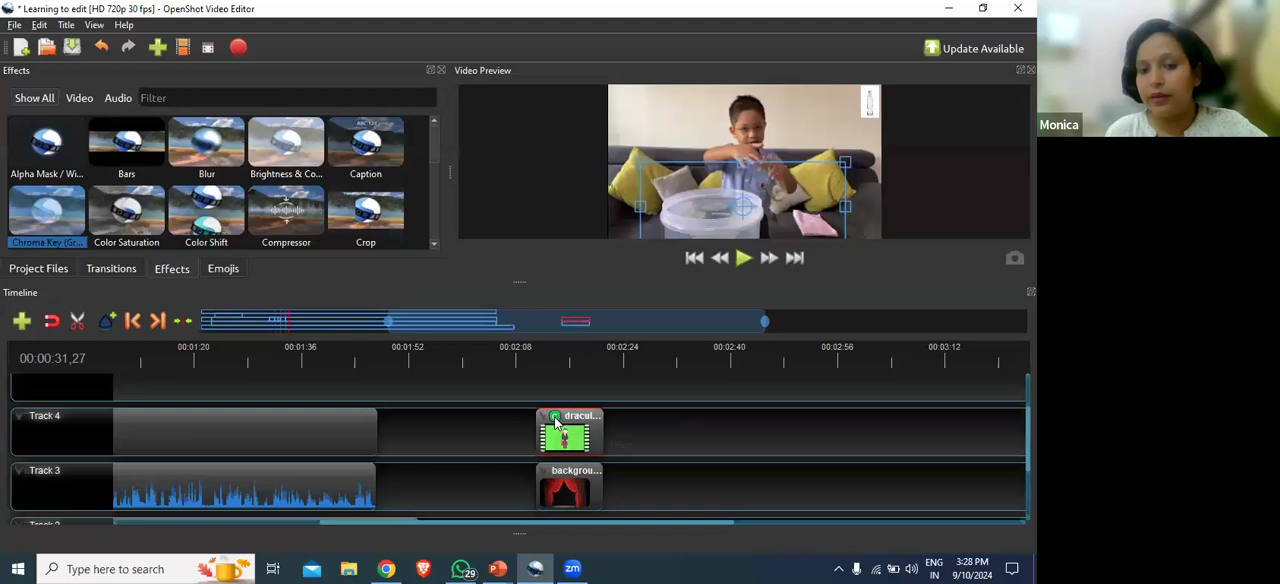 * Learning to edit [HD 720p 30 fps] - OpenShot Video Editor
File Edit Title View Help
Update Available
Effects
Video Preview
Show All Video Audio Filter
Alpha Mask / Wi... Bars Blur Brightness & Co... Caption
Chroma Key (Gr... Color Saturation Color Shift Compressor Crop
Project Files Transitions Effects Emojis
Timeline
00:00:31,27
00:01:20 00:01:36 00:01:52 00:02:08 00:02:24 00:02:40 00:02:56 00:03:12
Track 4 dracul...
Track 3 backgrou...
Type here to search
29
ENG
IN
3:28 PM
9/10/2024
Monica